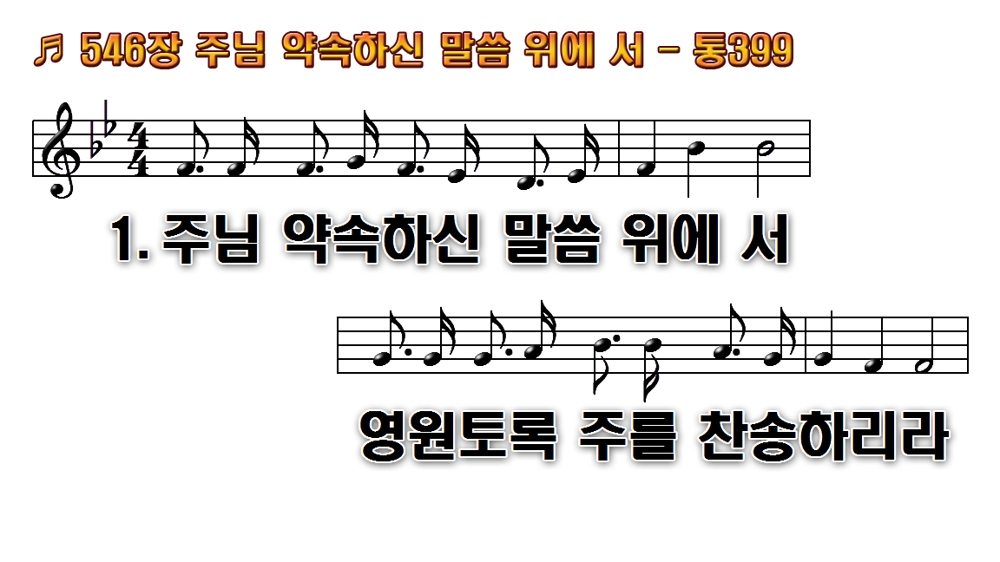 ♬ 546장 주님 약속하신 말씀 위에 서 - 통399
4
4
1. 주님 약속하신 말씀 위에 서
영원토록 주를 찬송하리라